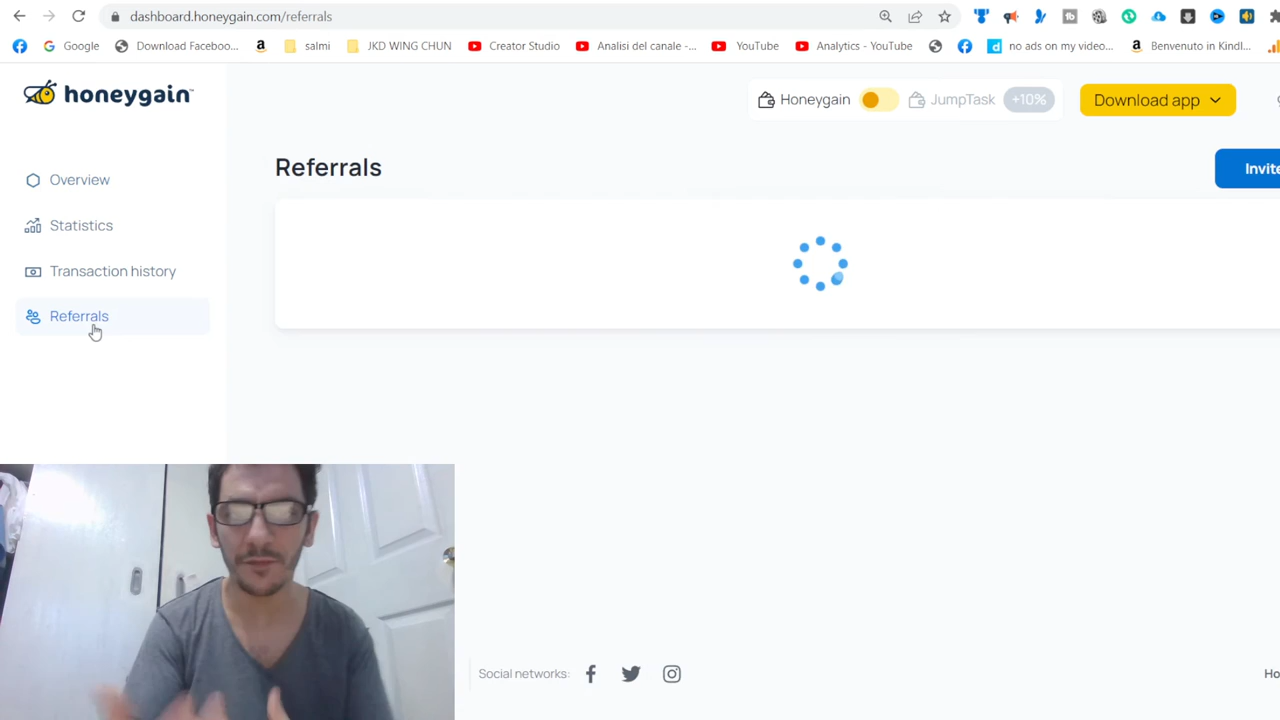 dashboard.honeygain.com/referrals
Google
Download Faceboo...
salmi
JKD WING CHUN
Creator Studio
Analisi del canale -...
YouTube
Analytics - YouTube
no ads on my video...
Benvenuto in Kindl...
honeygain
Honeygain
JumpTask
+10%
Download app
Overview
Statistics
Transaction history
Referrals
Referrals
Invite
Social networks:
Ho